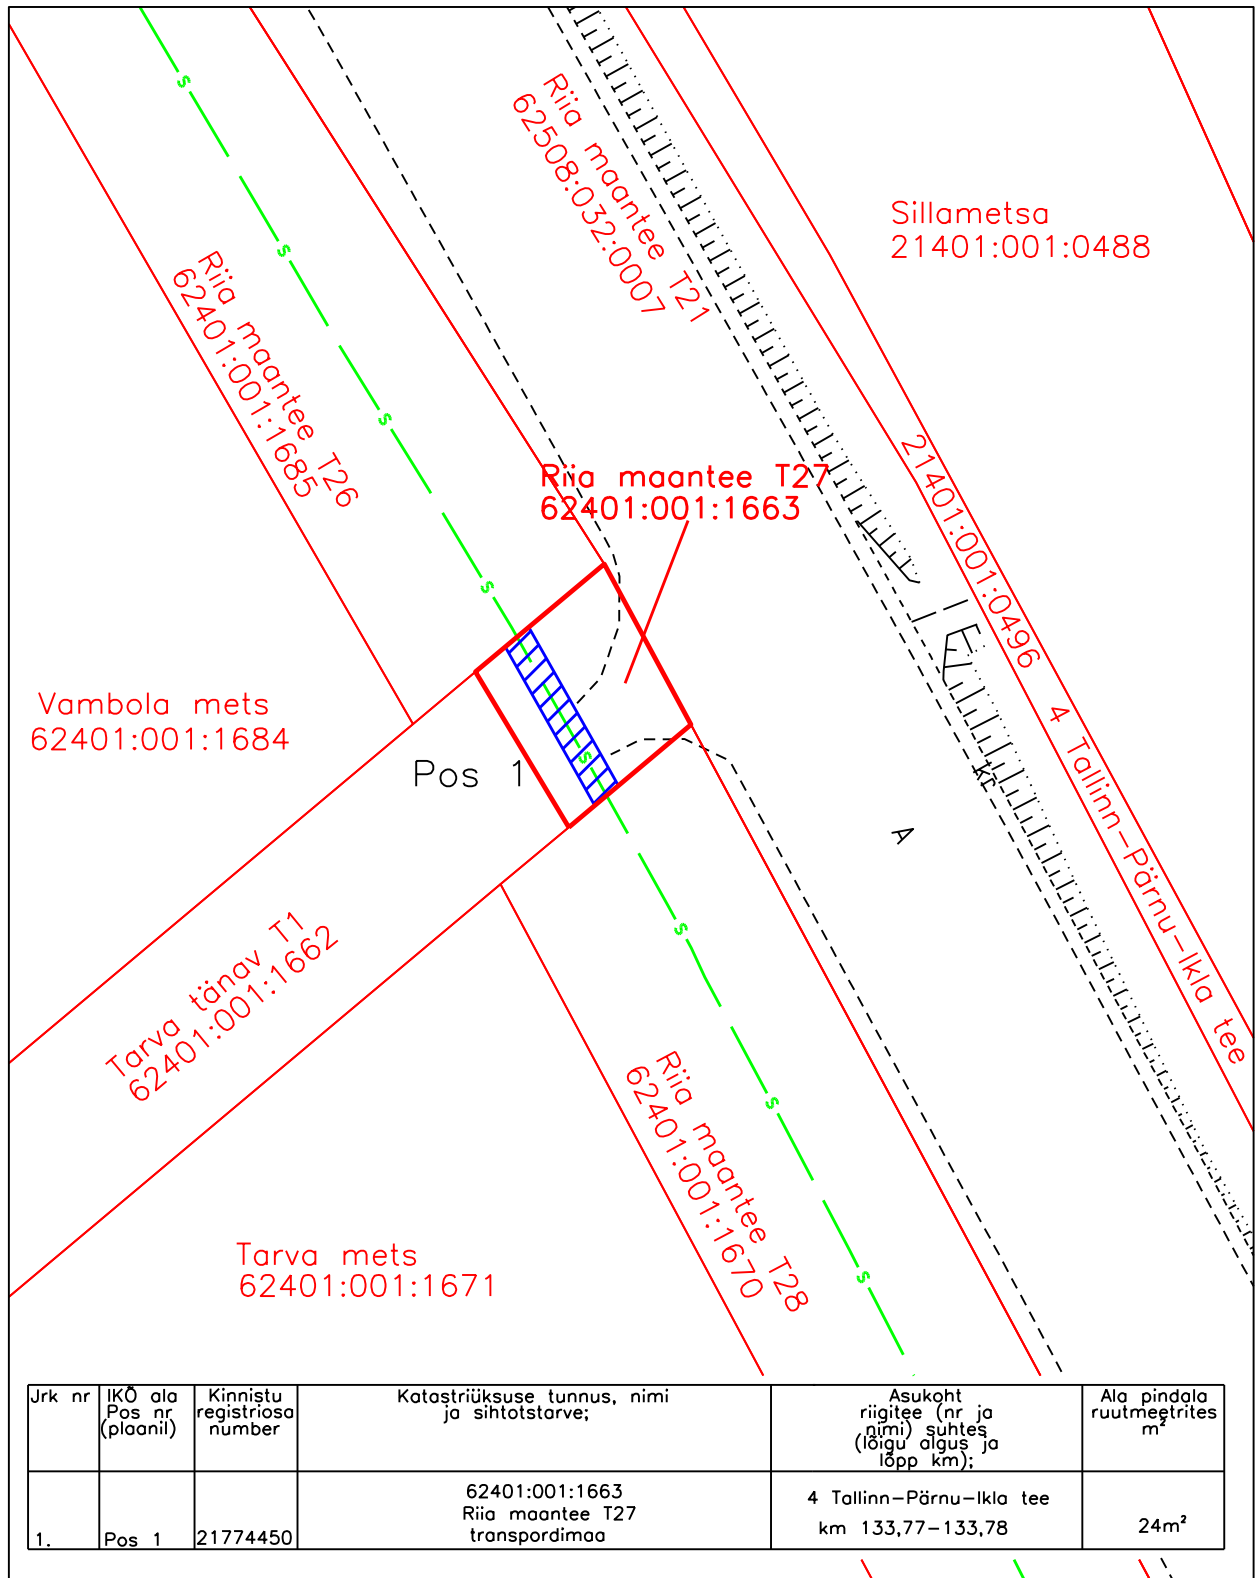 Riia maantee T21
62508:032:0007
Sillametsa
21401:001:0488
Riia maantee T26
62401:001:1685
Riia maantee T27
62401:001:1663
21401:001:0496 4 Tallinn-Pärnu-Ikla tee
Vambola mets
62401:001:1684
Pos 1
Kr
A
Tarva tänav T1
62401:001:1662
Riia maantee T28
62401:001:1670
Tarva mets
62401:001:1671
s
s
s
s
s
s
s
s
Jrk nr
IKÕ ala
Pos nr
(plaanil)
Kinnistu
registriosa
number
Katastriüksuse tunnus, nimi
ja sihtotstarve;
Asukoht
riigitee (nr ja
nimi) suhtes
(lõigu algus ja
lõpp km);
Ala pindala
ruutmeetrites
m²
1.
Pos 1
21774450
62401:001:1663
Riia maantee T27
transpordimaa
4 Tallinn-Pärnu-Ikla tee
km 133,77-133,78
24m²